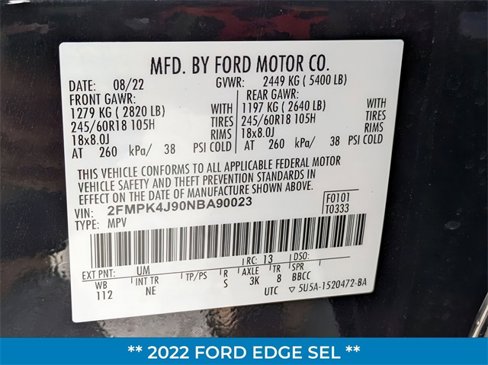 MFD. BY FORD MOTOR CO.
DATE: 08/22 GVWR: 2449 KG (5400 LB)
FRONT GAWR: REAR GAWR:
1279 KG (2820 LB) WITH 1197 KG (2640 LB) WITH
245/60R18 105H TIRES 245/60R18 105H TIRES
18x8.0J RIMS 18x8.0J RIMS
AT 260 kPa/ 38 PSI COLD AT 260 kPa/ 38 PSI COLD
THIS VEHICLE CONFORMS TO ALL APPLICABLE FEDERAL MOTOR
VEHICLE SAFETY AND THEFT PREVENTION STANDARDS IN
EFFECT ON THE DATE OF MANUFACTURE SHOWN ABOVE.
VIN: 2FMPK4J90NBA90023 F0101
TYPE: MPV T0333
EXT PNT: UM RC: 13 DSO:
WB INT TR TP/PS R AXLE TR SPR
112 NE S 3K 8 BBCC
UTC ▽5U5A-1520472-BA
** 2022 FORD EDGE SEL **